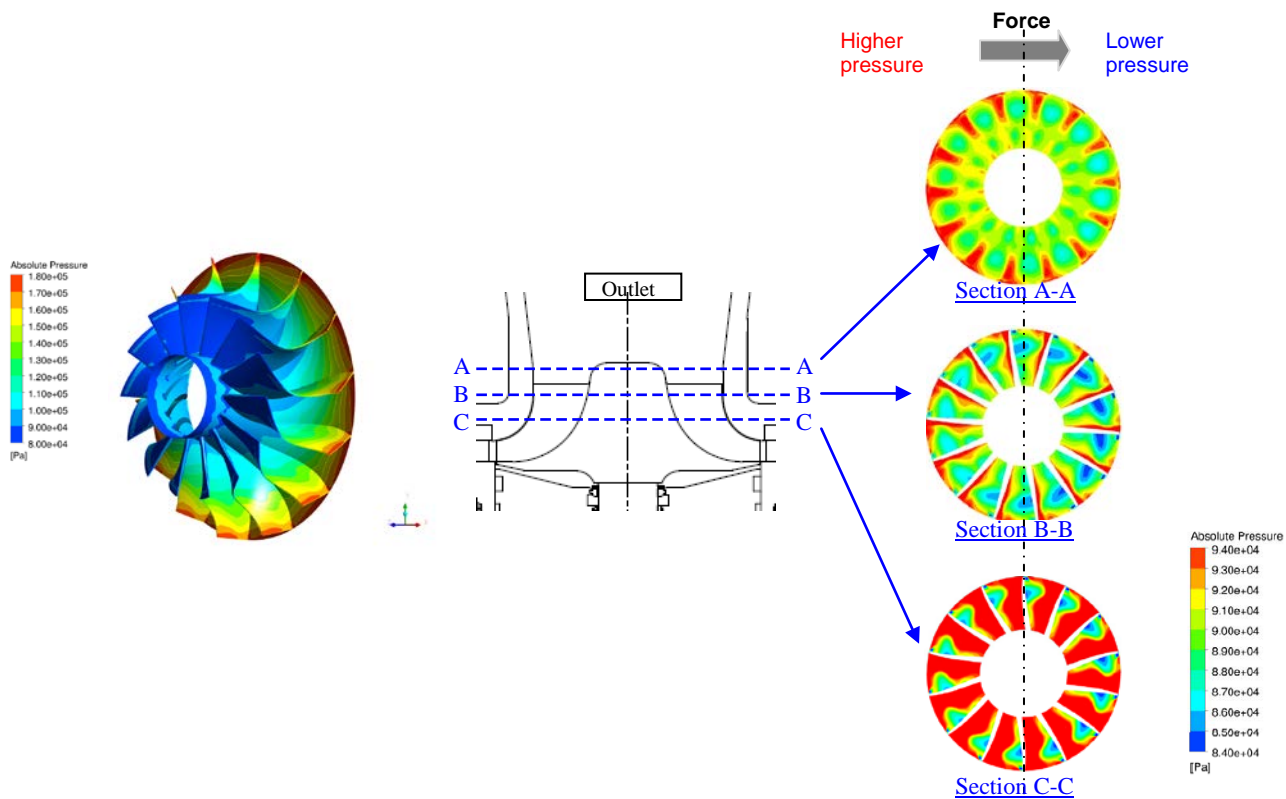 Force
Higher
pressure
Lower
pressure
Section A-A
Absolute Pressure
1.80e+05
1.70e+05
1.60e+05
1.50e+05
1.40e+05
1.30e+05
1.20e+05
1.10e+05
1.00e+05
9.00e+04
8.00e+04
[Pa]
Outlet
A
A
B
B
C
C
Section B-B
Absolute Pressure
9.40e+04
9.30e+04
9.20e+04
9.10e+04
9.00e+04
8.90e+04
8.80e+04
8.70e+04
8.60e+04
8.50e+04
8.40e+04
[Pa]
Section C-C